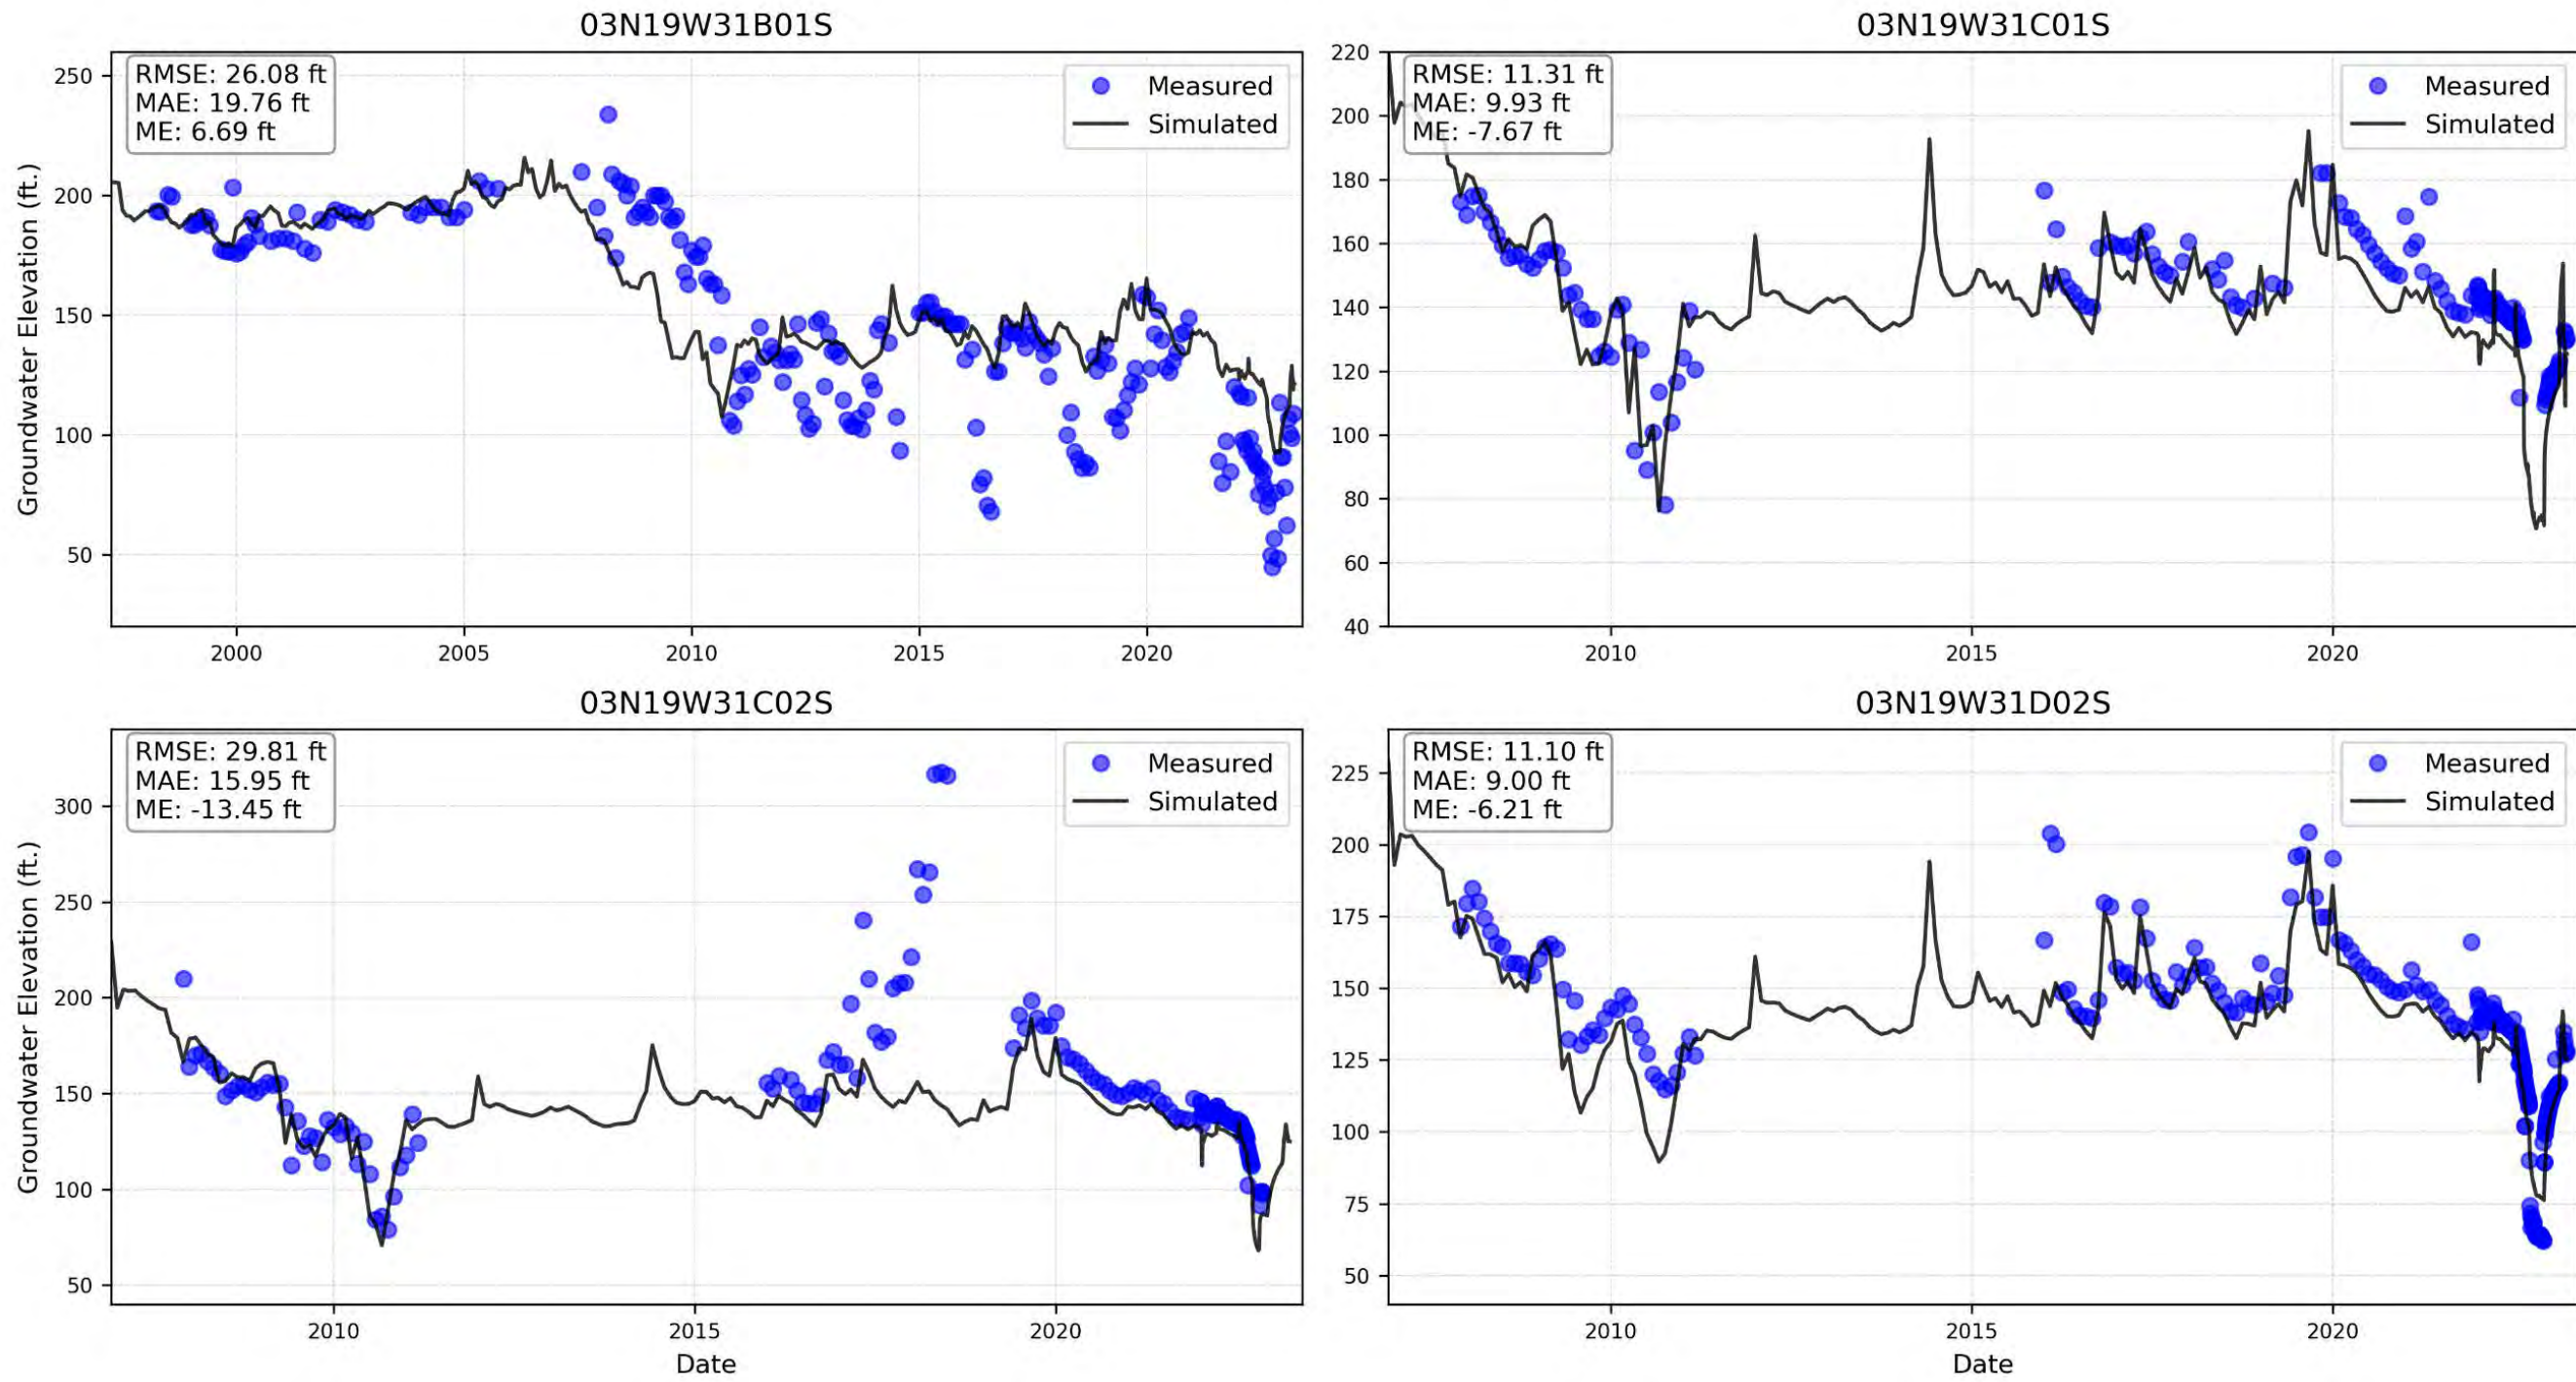 03N19W31B01S
RMSE: 26.08 ft
MAE: 19.76 ft
ME: 6.69 ft
Measured
Simulated
Groundwater Elevation (ft.)
250
200
150
100
50
2000
2005
2010
2015
2020
03N19W31C01S
RMSE: 11.31 ft
MAE: 9.93 ft
ME: -7.67 ft
Measured
Simulated
220
200
180
160
140
120
100
80
60
40
2010
2015
2020
03N19W31C02S
RMSE: 29.81 ft
MAE: 15.95 ft
ME: -13.45 ft
Measured
Simulated
Groundwater Elevation (ft.)
300
250
200
150
100
50
2010
2015
2020
Date
03N19W31D02S
RMSE: 11.10 ft
MAE: 9.00 ft
ME: -6.21 ft
Measured
Simulated
225
200
175
150
125
100
75
50
2010
2015
2020
Date